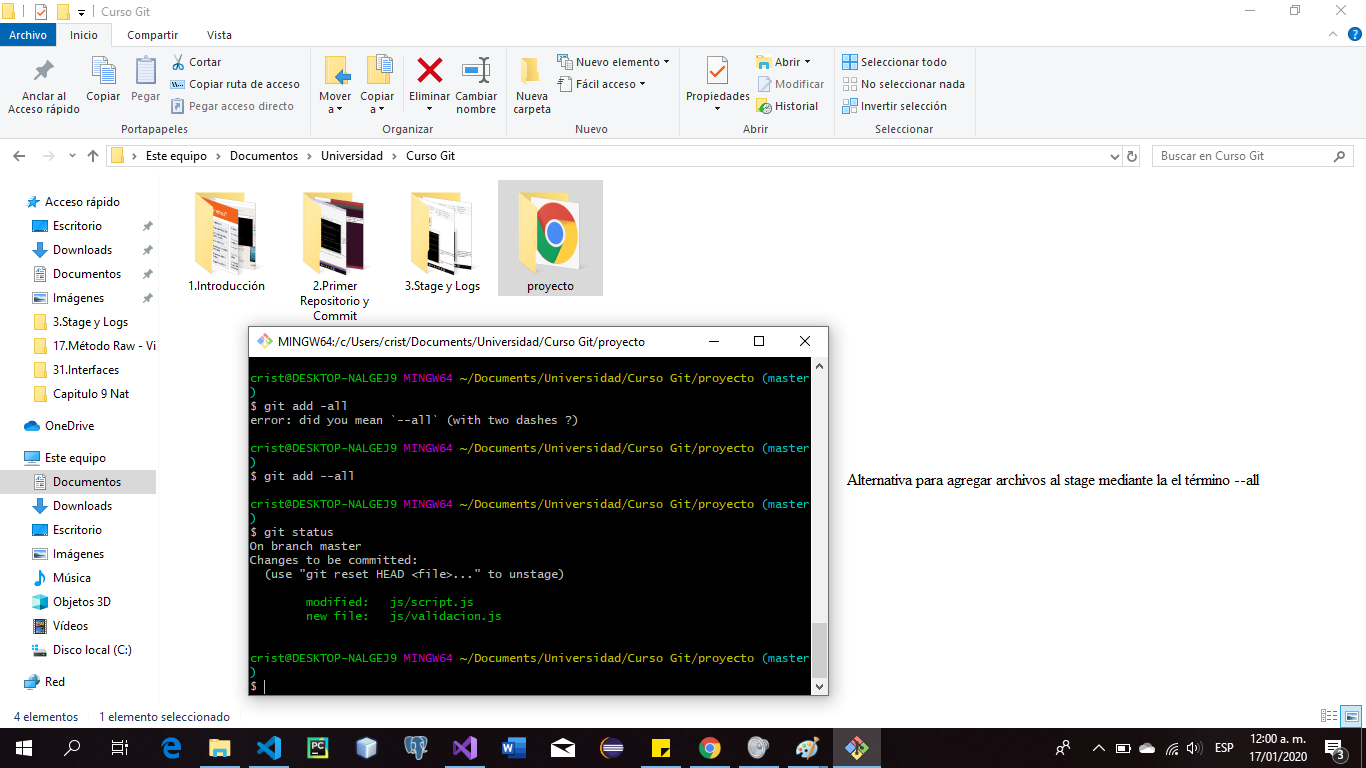 Curso Git
Archivo Inicio Compartir Vista
Anclar al Acceso rápido
Copiar
Pegar
Cortar
Copiar ruta de acceso
Pegar acceso directo
Portapapeles
Mover a
Copiar a
Eliminar
Cambiar nombre
Organizar
Nueva carpeta
Nuevo elemento
Fácil acceso
Nuevo
Propiedades
Abrir
Modificar
Historial
Abrir
Seleccionar todo
No seleccionar nada
Invertir selección
Seleccionar
Este equipo > Documentos > Universidad > Curso Git
Buscar en Curso Git
Acceso rápido
Escritorio
Downloads
Documentos
Imágenes
3.Stage y Logs
17.Método Raw - Vi
31.Interfaces
Capitulo 9 Nat
OneDrive
Este equipo
Documentos
Downloads
Escritorio
Imágenes
Música
Objetos 3D
Vídeos
Disco local (C:)
Red
1.Introducción
2.Primer
Repositorio y
Commit
3.Stage y Logs
proyecto
MINGW64:/c/Users/crist/Documents/Universidad/Curso Git/proyecto
crist@DESKTOP-NALGEJ9 MINGW64 ~/Documents/Universidad/Curso Git/proyecto (master
)
$ git add -all
error: did you mean `--all` (with two dashes ?)
crist@DESKTOP-NALGEJ9 MINGW64 ~/Documents/Universidad/Curso Git/proyecto (master
)
$ git add --all
crist@DESKTOP-NALGEJ9 MINGW64 ~/Documents/Universidad/Curso Git/proyecto (master
)
$ git status
On branch master
Changes to be committed:
(use "git reset HEAD <file>..." to unstage)
modified: js/script.js
new file: js/validacion.js
crist@DESKTOP-NALGEJ9 MINGW64 ~/Documents/Universidad/Curso Git/proyecto (master
)
$
Alternativa para agregar archivos al stage mediante la el término --all
4 elementos 1 elemento seleccionado
ESP
12:00 a. m.
17/01/2020
3